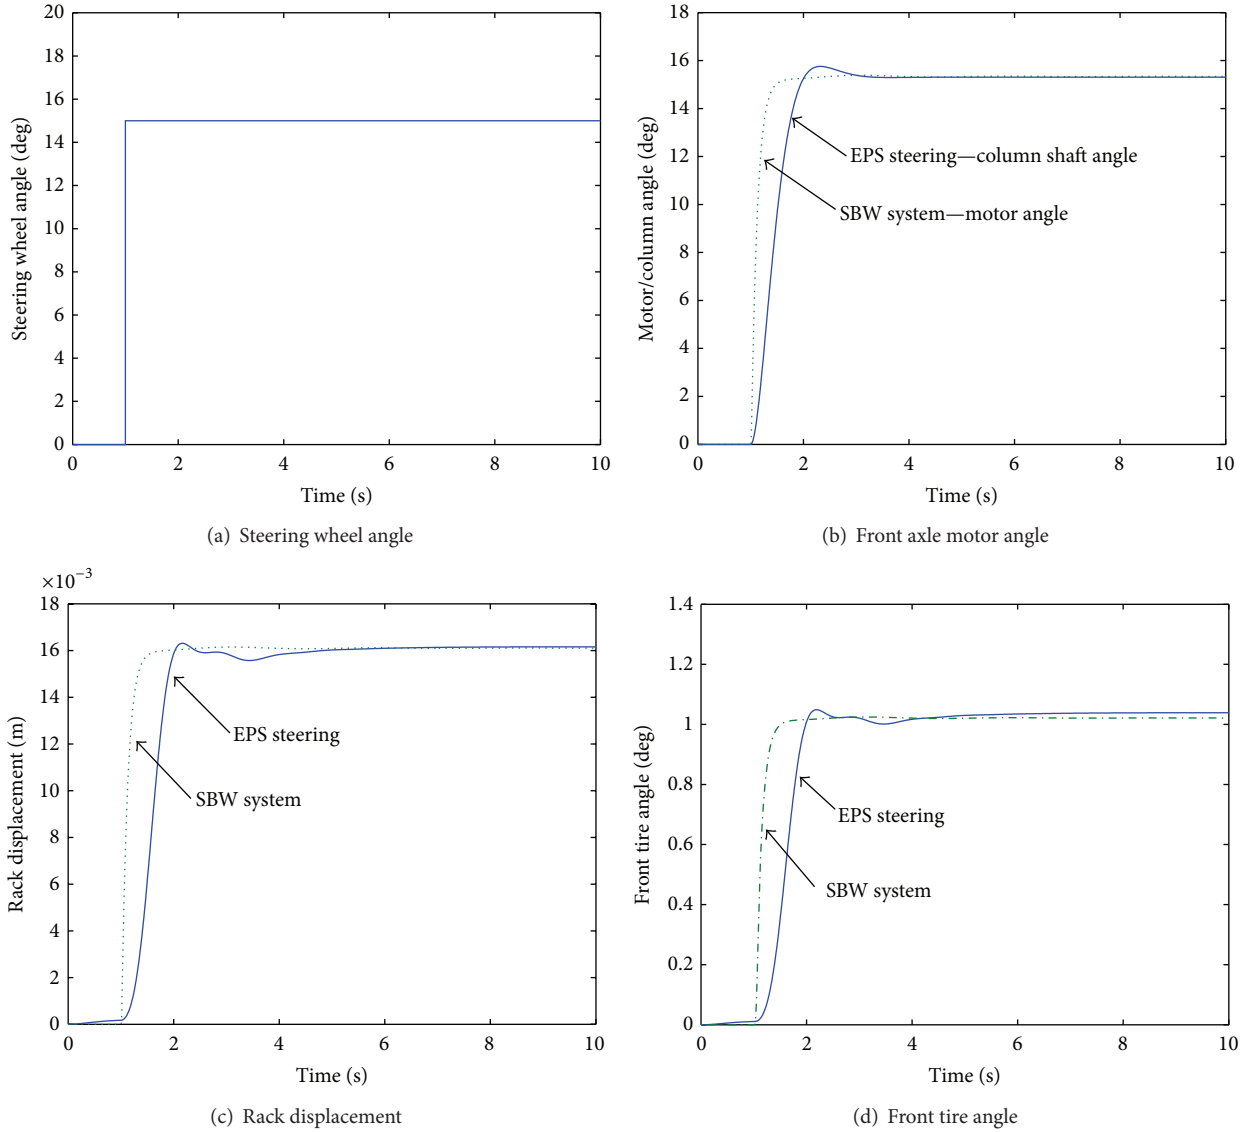 20
18
16
14
12
10
8
6
4
2
0
Steering wheel angle (deg)
0 2 4 6 8 10
Time (s)
(a) Steering wheel angle
18
16
14
12
10
8
6
4
2
0
Motor/column angle (deg)
EPS steering—column shaft angle
SBW system—motor angle
0 2 4 6 8 10
Time (s)
(b) Front axle motor angle
×10−3
18
16
14
12
10
8
6
4
2
0
Rack displacement (m)
EPS steering
SBW system
0 2 4 6 8 10
Time (s)
(c) Rack displacement
1.4
1.2
1
0.8
0.6
0.4
0.2
0
Front tire angle (deg)
EPS steering
SBW system
0 2 4 6 8 10
Time (s)
(d) Front tire angle